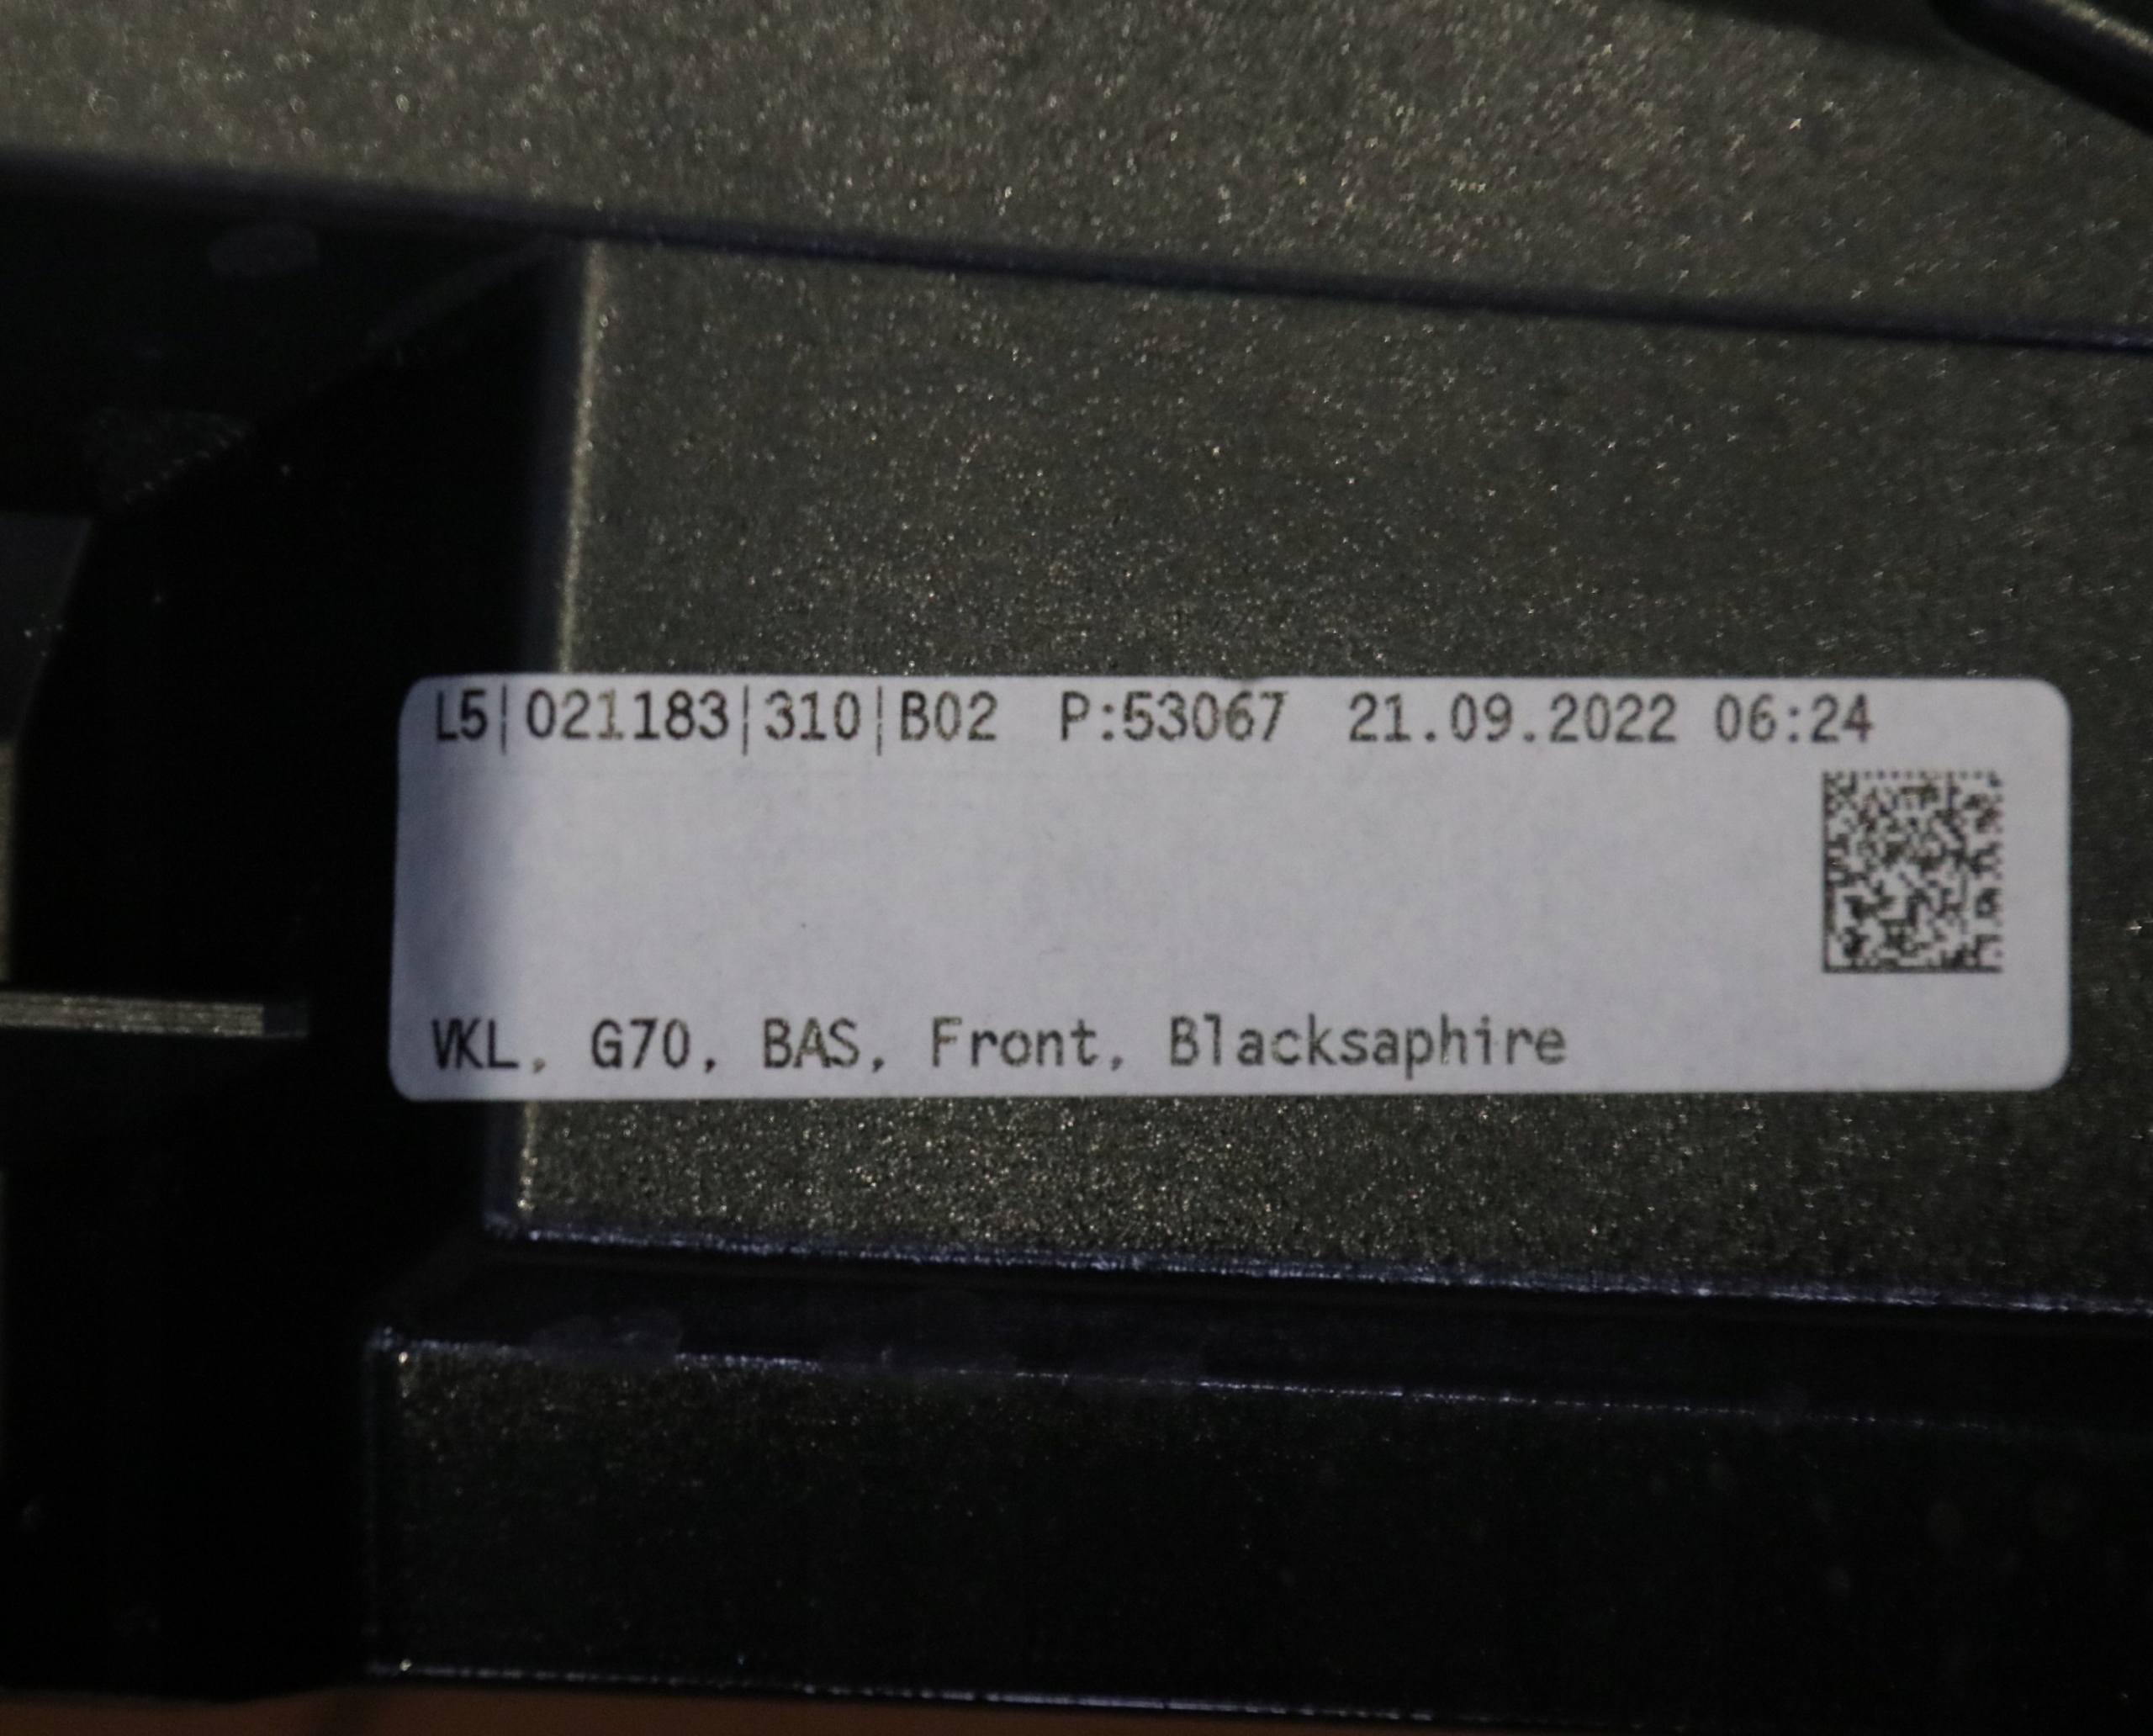 L5|021183|310|B02 P:53067 21.09.2022 06:24
VKL, G70, BAS, Front, Blacksaphire